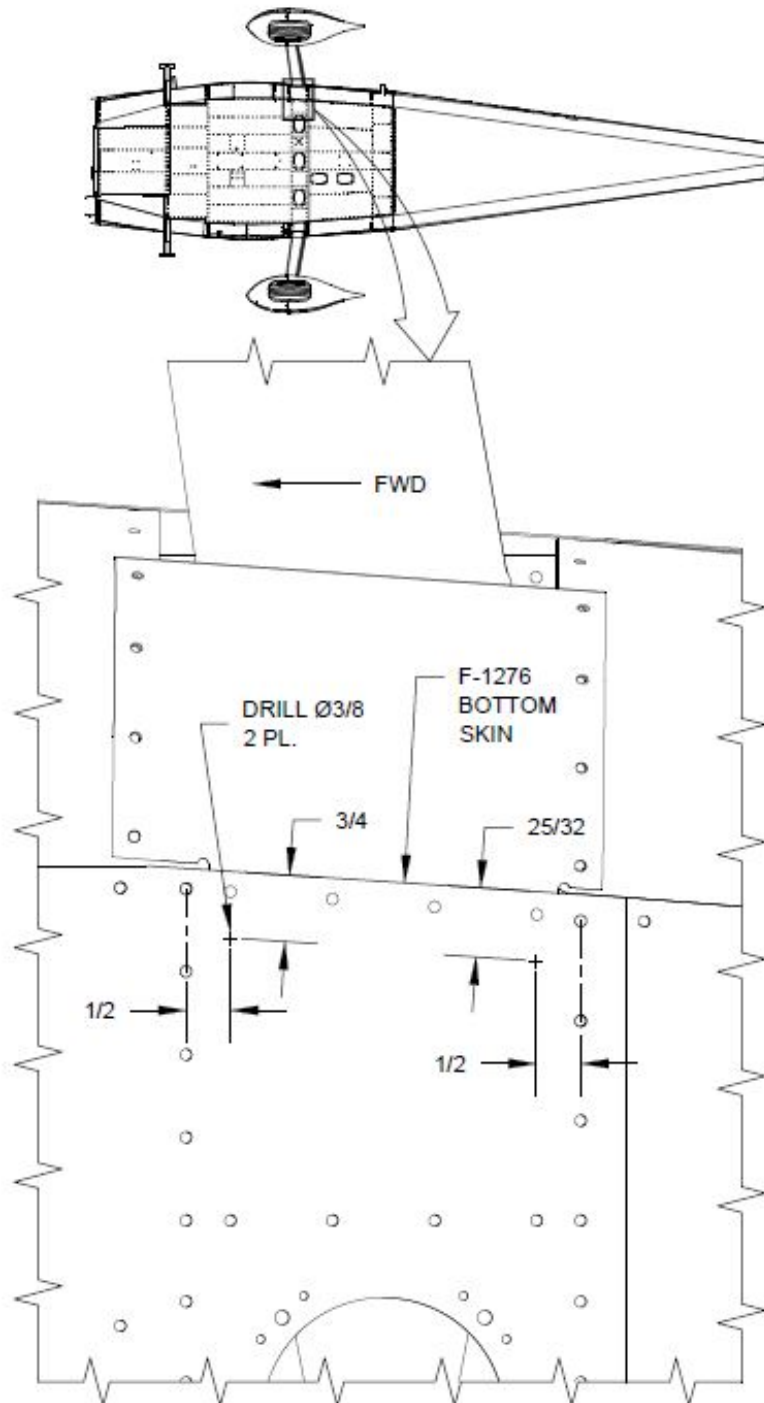 FWD
F-1276
BOTTOM
SKIN
DRILL Ø3/8
2 PL.
3/4
25/32
1/2
1/2